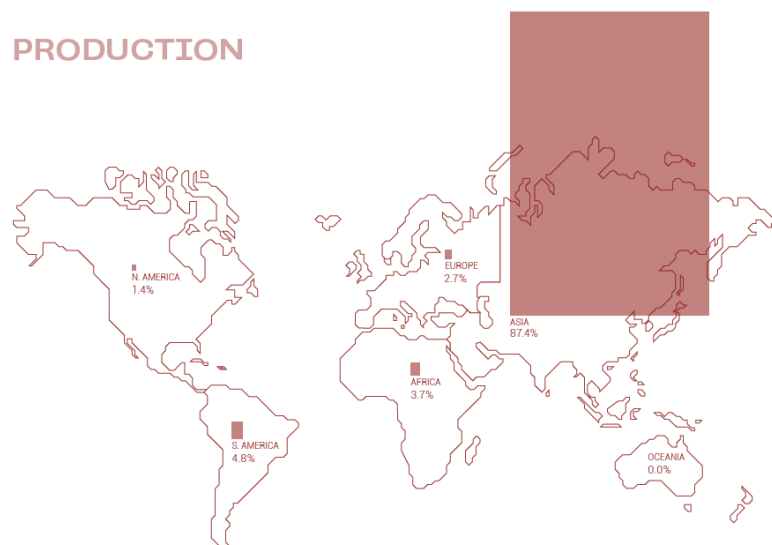 PRODUCTION
N. AMERICA
1.4%
EUROPE
2.7%
ASIA
87.4%
AFRICA
3.7%
S. AMERICA
4.8%
OCEANIA
0.0%